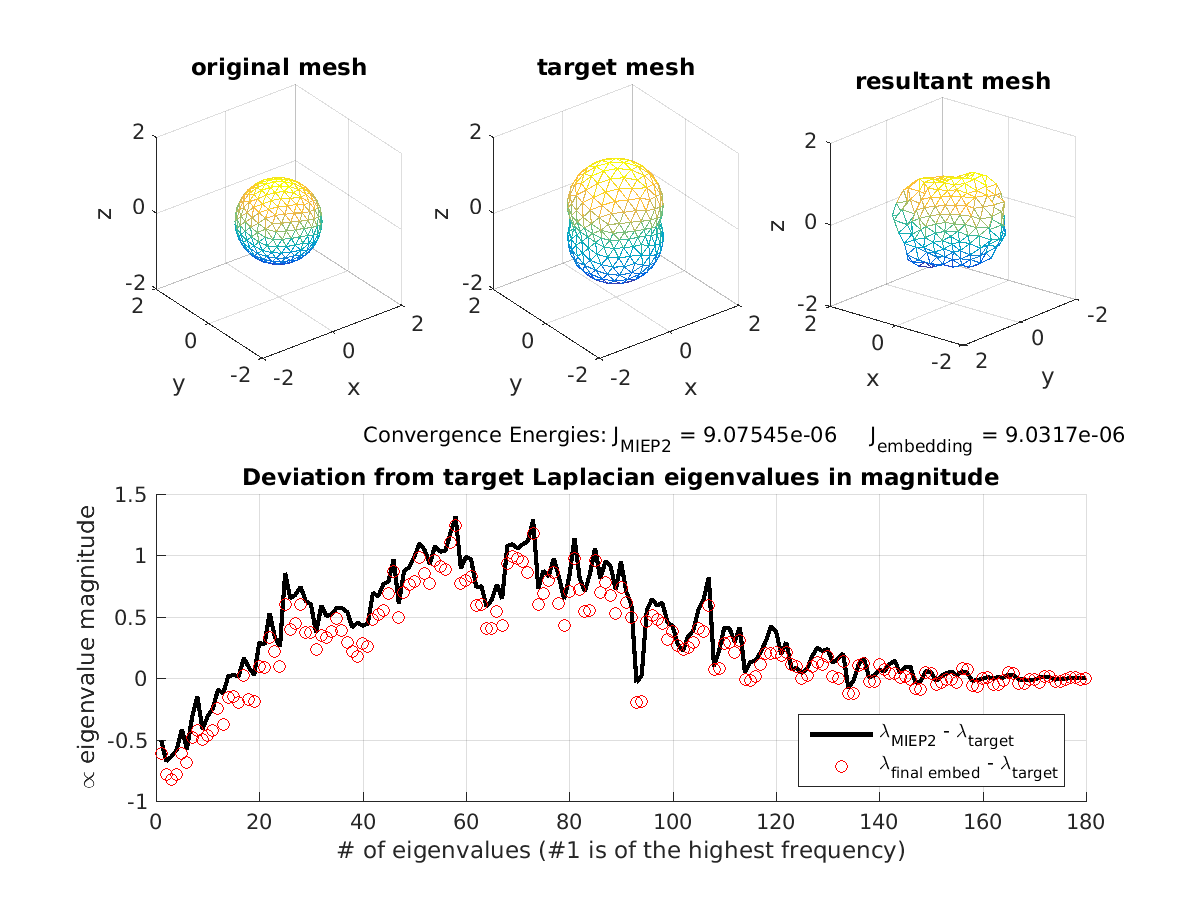 original mesh
target mesh
resultant mesh
2
0
-2
z
2
0
-2
y
-2
0
2
x
2
0
-2
z
2
0
-2
y
-2
0
2
x
2
0
-2
z
2
0
-2
x
2
0
-2
y
Convergence Energies: J_MIEP2 = 9.07545e-06 J_embedding = 9.0317e-06
Deviation from target Laplacian eigenvalues in magnitude
1.5
1
0.5
0
-0.5
-1
∝ eigenvalue magnitude
λ_MIEP2 - λ_target
λ_final embed - λ_target
0 20 40 60 80 100 120 140 160 180
# of eigenvalues (#1 is of the highest frequency)